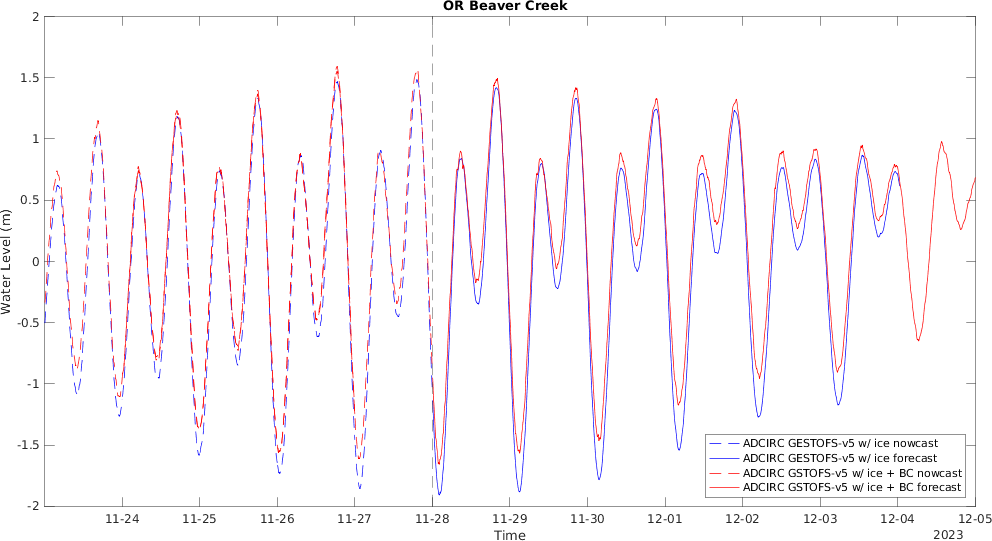 OR Beaver Creek
2
1.5
1
0.5
0
-0.5
-1
-1.5
-2
Water Level (m)
ADCIRC GESTOFS-v5 w/ ice nowcast
ADCIRC GESTOFS-v5 w/ ice forecast
ADCIRC GSTOFS-v5 w/ ice + BC nowcast
ADCIRC GSTOFS-v5 w/ ice + BC forecast
11-24 11-25 11-26 11-27 11-28 11-29 11-30 12-01 12-02 12-03 12-04 12-05
Time
2023